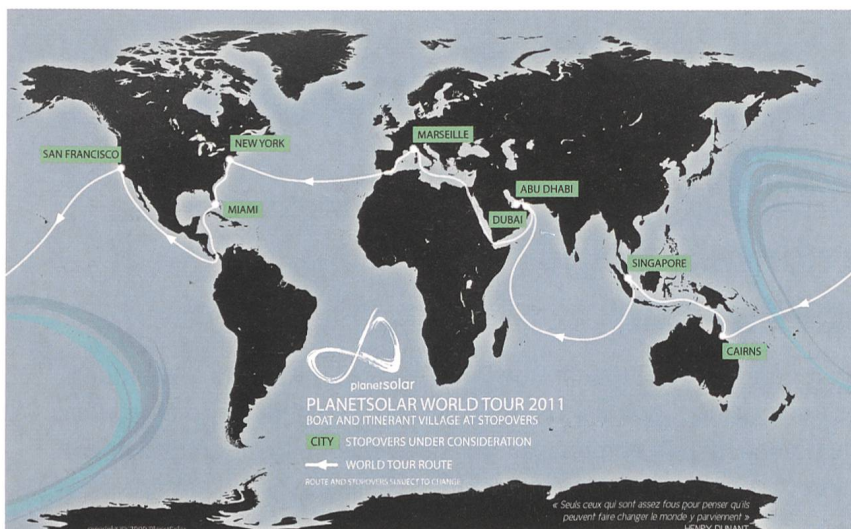 MARSEILLE
NEW YORK
SAN FRANCISCO
ABU DHABI
MIAMI
DUBAI
SINGAPORE
CAIRNS
planetsolar
PLANETSOLAR WORLD TOUR 2011
BOAT AND ITINERANT VILLAGE AT STOPOVERS
CITY STOPOVERS UNDER CONSIDERATION
WORLD TOUR ROUTE
ROUTE AND STOPOVERS SUBJECT TO CHANGE
« Seuls ceux qui sont assez fous pour penser qu'ils
peuvent faire changer le monde y parviennent »
HENRY DUNANT